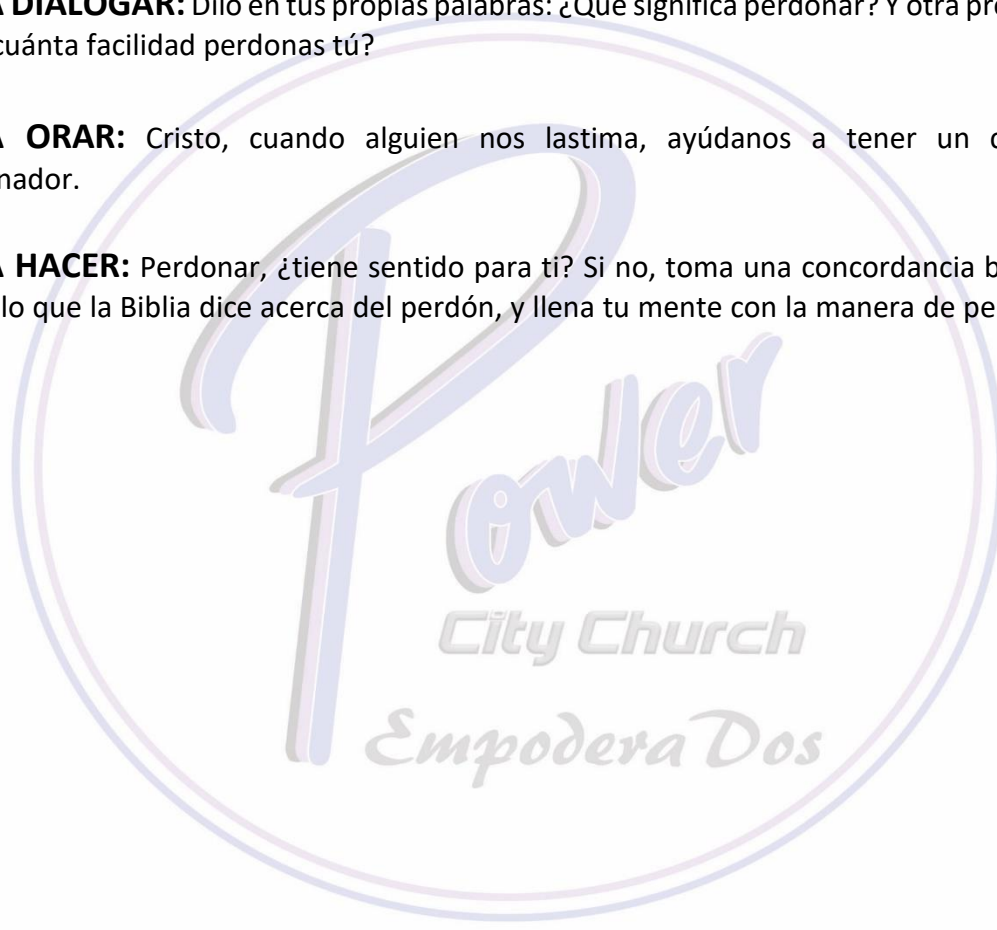 A DIALOGAR: Dilo en tus propias palabras: ¿Qué significa perdonar? Y otra pre
cuánta facilidad perdonas tú?
A ORAR: Cristo, cuando alguien nos lastima, ayúdanos a tener un c
nador.
A HACER: Perdonar, ¿tiene sentido para ti? Si no, toma una concordancia b
lo que la Biblia dice acerca del perdón, y llena tu mente con la manera de pe
Power
City Church
EmpoderaDos